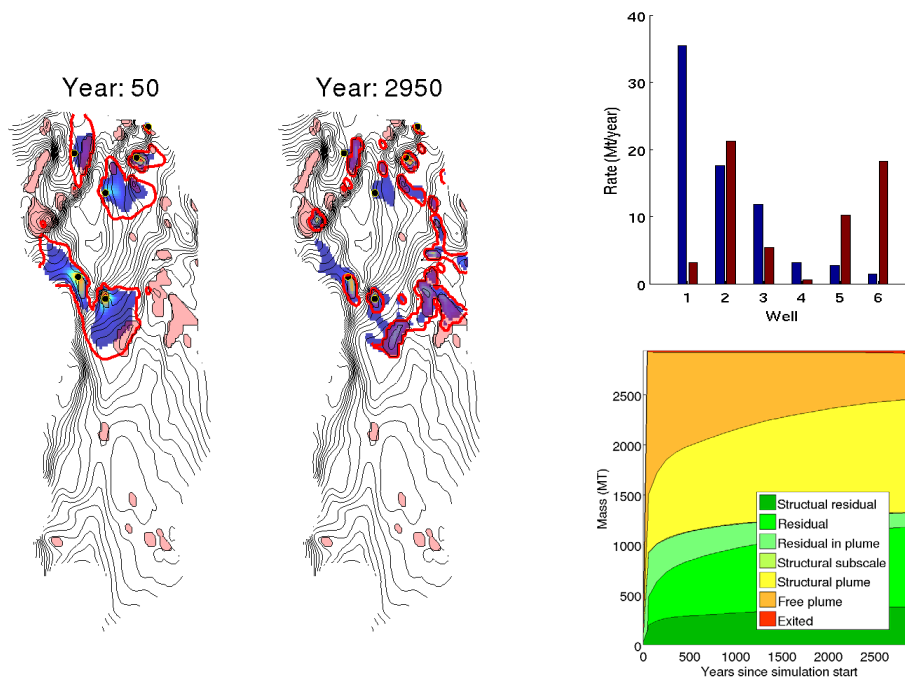 Year: 50
Year: 2950
40
30
20
10
0
Rate (Mt/year)
1 2 3 4 5 6
Well
2500
2000
1500
1000
500
0
Mass (MT)
Structual residual
Residual
Residual in plume
Structural subscale
Structural plume
Free plume
Exited
0 500 1000 1500 2000 2500
Years since simulation start